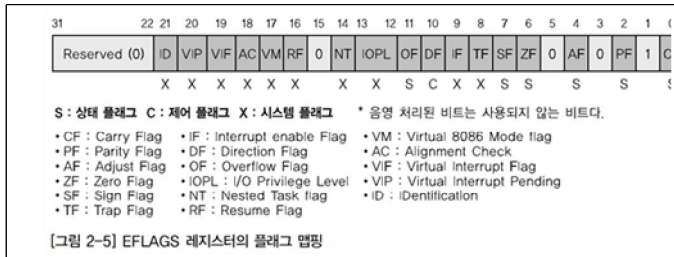 31 22 21 20 19 18 17 16 15 14 13 12 11 10 9 8 7 6 5 4 3 2 1
Reserved (0) ID VIP VIF AC VM RF 0 NT IOPL OF DF IF TF SF ZF 0 AF 0 PF 1
X X X X X X X X S C X X S S S S
S : 상태 플래그 C : 제어 플래그 X : 시스템 플래그 * 음영 처리된 비트는 사용되지 않는 비트다.
• CF : Carry Flag • IF : Interrupt enable Flag • VM : Virtual 8086 Mode flag
• PF : Parity Flag • DF : Direction Flag • AC : Alignment Check
• AF : Adjust Flag • OF : Overflow Flag • VIF : Virtual Interrupt Flag
• ZF : Zero Flag • IOPL : I/O Privilege Level • VIP : Virtual Interrupt Pending
• SF : Sign Flag • NT : Nested Task flag • ID : IDentification
• TF : Trap Flag • RF : Resume Flag
[그림 2-5] EFLAGS 레지스터의 플래그 맵핑